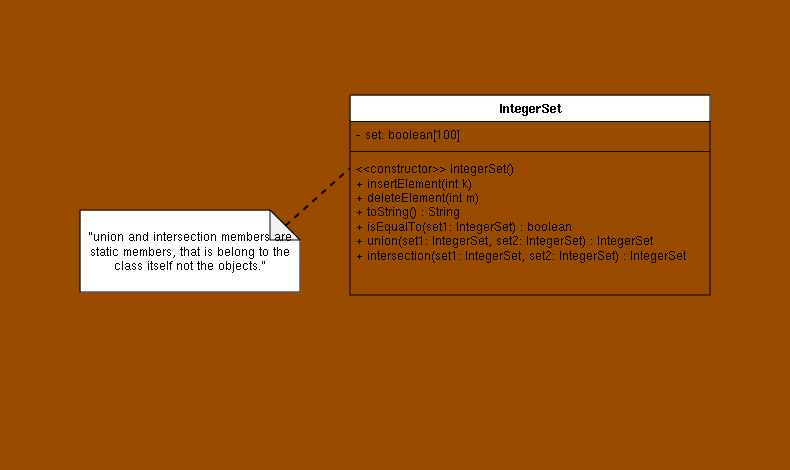 IntegerSet
- set: boolean[100]
<<constructor>> IntegerSet()
+ insertElement(int k)
+ deleteElement(int m)
+ toString() : String
+ isEqualTo(set1: IntegerSet) : boolean
+ union(set1: IntegerSet, set2: IntegerSet) : IntegerSet
+ intersection(set1: IntegerSet, set2: IntegerSet) : IntegerSet
"union and intersection members are
static members, that is belong to the
class itself not the objects."